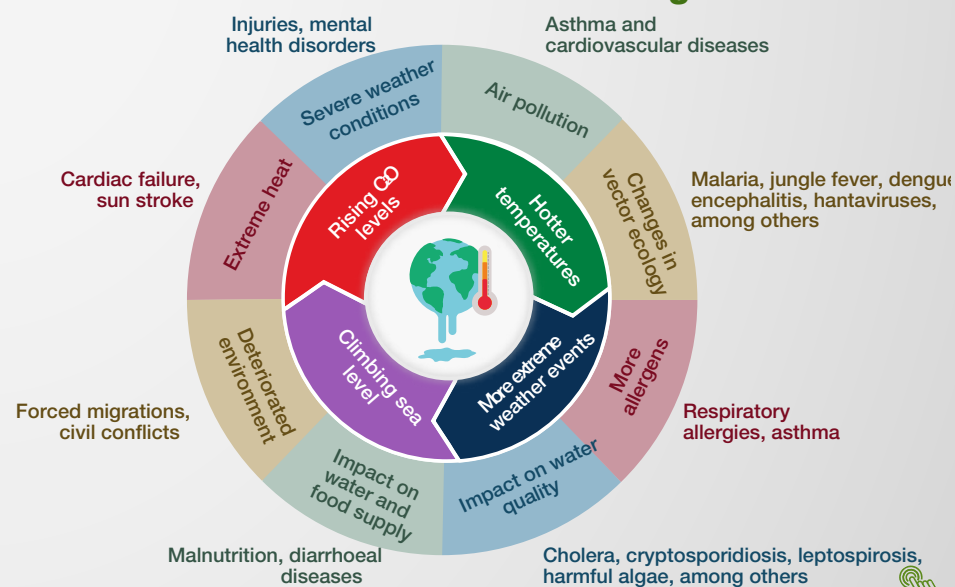 Injuries, mental
health disorders
Asthma and
cardiovascular diseases
Severe weather
conditions
Air pollution
Cardiac failure,
sun stroke
Extreme heat
Changes in
vector ecology
Malaria, jungle fever, dengue
encephalitis, hantaviruses,
among others
Rising CO
levels
Hotter
temperatures
Climbing sea
level
More extreme
weather events
Forced migrations,
civil conflicts
Deteriorated
environment
More
allergens
Respiratory
allergies, asthma
Impact on
water and
food supply
Impact on water
quality
Malnutrition, diarrhoeal
diseases
Cholera, cryptosporidiosis, leptospirosis,
harmful algae, among others